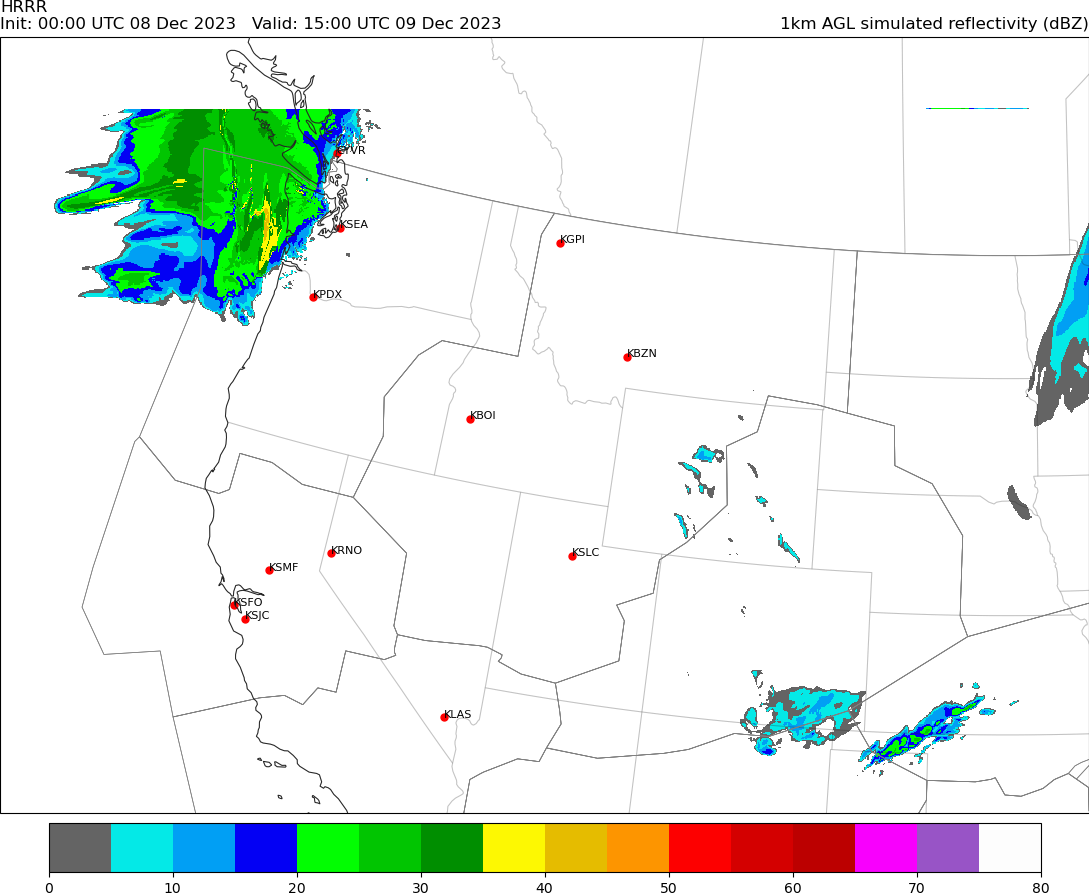 HRRR
Init: 00:00 UTC 08 Dec 2023   Valid: 15:00 UTC 09 Dec 2023   1km AGL simulated reflectivity (dBZ)
CYVR
KSEA
KGPI
KPDX
KBZN
KBOI
KRNO
KSLC
KSMF
KSFO
KSJC
KLAS
0 10 20 30 40 50 60 70 80